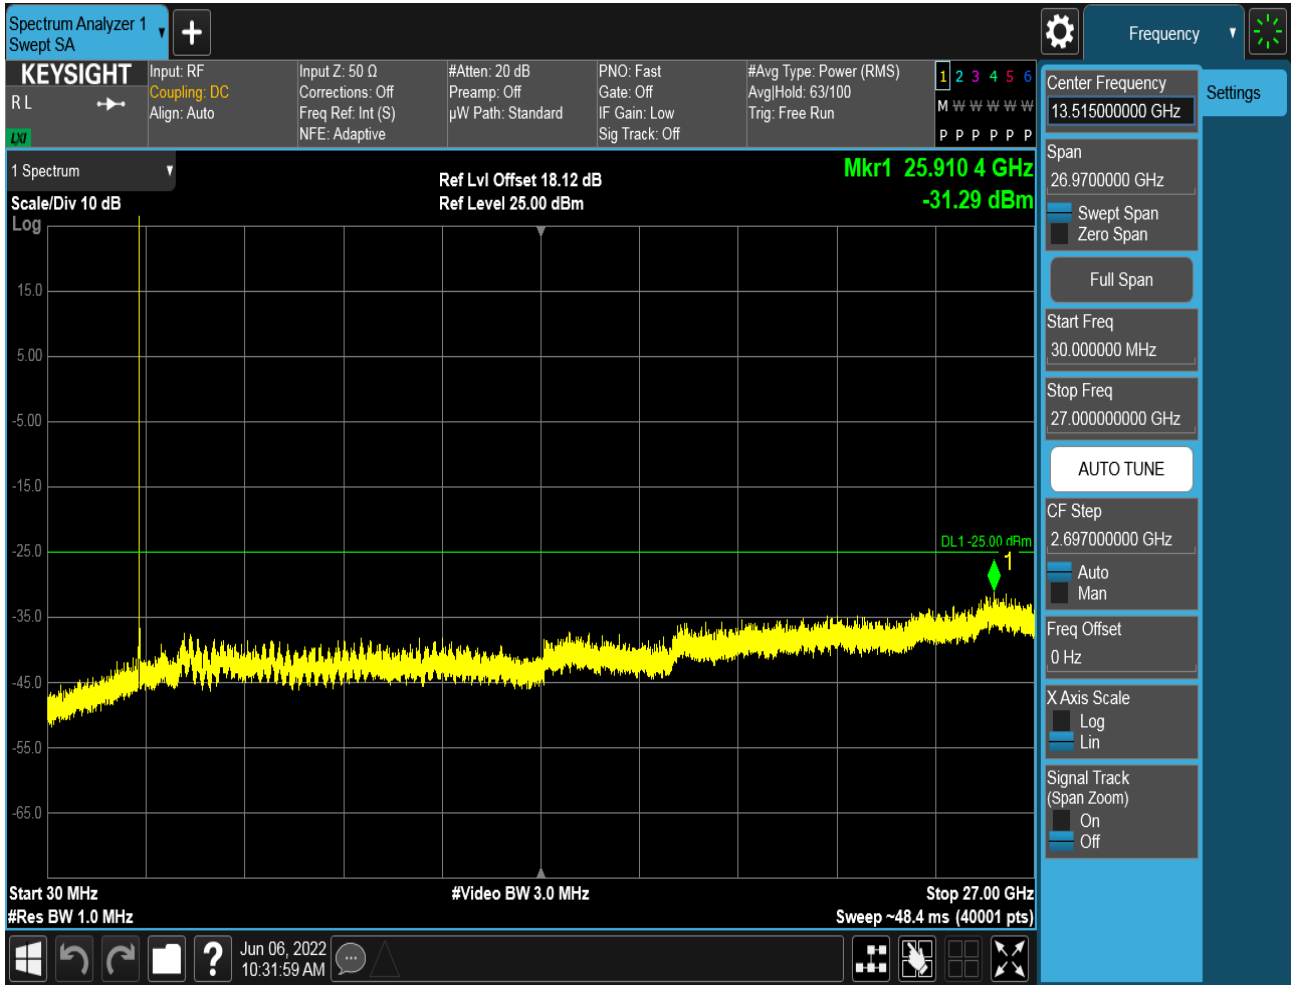 Spectrum Analyzer 1
Swept SA
Frequency
KEYSIGHT
R L
LXI
Input: RF
Coupling: DC
Align: Auto
Input Z: 50 Ω
Corrections: Off
Freq Ref: Int (S)
NFE: Adaptive
#Atten: 20 dB
Preamp: Off
µW Path: Standard
PNO: Fast
Gate: Off
IF Gain: Low
Sig Track: Off
#Avg Type: Power (RMS)
Avg|Hold: 63/100
Trig: Free Run
1 2 3 4 5 6
M W W W W W
P P P P P P
1 Spectrum
Scale/Div 10 dB
Log
Ref Lvl Offset 18.12 dB
Ref Level 25.00 dBm
Mkr1 25.910 4 GHz
-31.29 dBm
15.0
5.00
-5.00
-15.0
-25.0
-35.0
-45.0
-55.0
-65.0
DL1 -25.00 dBm
1
Start 30 MHz
#Res BW 1.0 MHz
#Video BW 3.0 MHz
Stop 27.00 GHz
Sweep ~48.4 ms (40001 pts)
Jun 06, 2022
10:31:59 AM
Center Frequency
13.515000000 GHz
Settings
Span
26.9700000 GHz
Swept Span
Zero Span
Full Span
Start Freq
30.000000 MHz
Stop Freq
27.000000000 GHz
AUTO TUNE
CF Step
2.697000000 GHz
Auto
Man
Freq Offset
0 Hz
X Axis Scale
Log
Lin
Signal Track
(Span Zoom)
On
Off